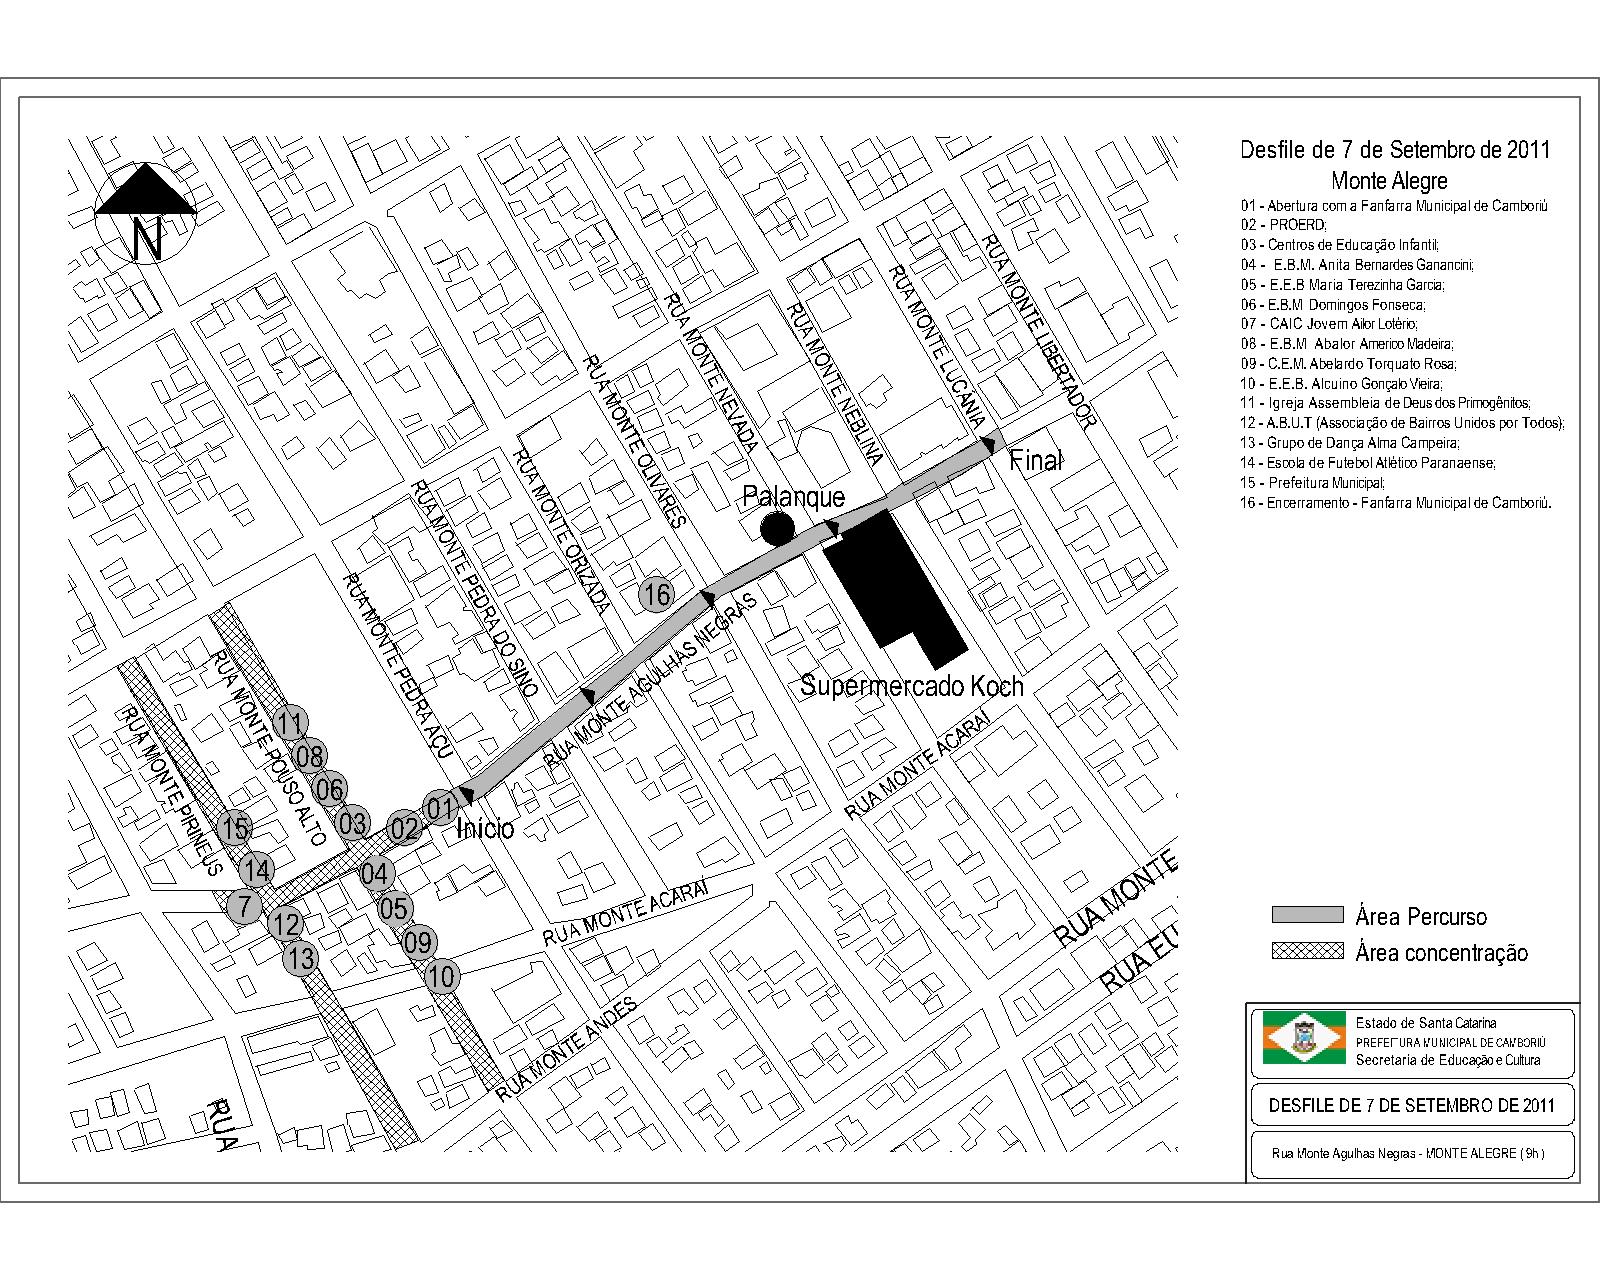 Desfile de 7 de Setembro de 2011
Monte Alegre
01 - Abertura com a Fanfarra Municipal de Camboriú
02 - PROERD;
03 - Centros de Educação Infantil;
04 - E.B.M. Anita Bernardes Ganancini;
05 - E.E.B Maria Terezinha Garcia;
06 - E.B.M Domingos Fonseca;
07 - CAIC Jovem Ailor Lotério;
08 - E.B.M Abalor Americo Madeira;
09 - C.E.M. Abelardo Torquato Rosa;
10 - E.E.B. Alcuino Gonçalo Vieira;
11 - Igreja Assembleia de Deus dos Primogênitos;
12 - A.B.U.T (Associação de Bairros Unidos por Todos);
13 - Grupo de Dança Alma Campeira;
14 - Escola de Futebol Atlético Paranaense;
15 - Prefeitura Municipal;
16 - Encerramento - Fanfarra Municipal de Camboriú.
N
RUA MONTE LIBERTADOR
RUA MONTE LUCANIA
RUA MONTE NEBLINA
RUA MONTE NEVADA
RUA MONTE OLIVARES
RUA MONTE ORIZADA
RUA MONTE PEDRA DO SINO
RUA MONTE PEDRA AÇU
RUA MONTE POUSO ALTO
RUA MONTE PIRINEUS
Final
Palanque
16
RUA MONTE AGULHAS NEGRAS
Supermercado Koch
RUA MONTE ACARAÍ
11
08
06
03
02
01
Início
15
14
7
12
13
04
05
09
10
RUA MONTE ACARAÍ
RUA MONTE ANDES
RUA MONTE
RUA EU
RUA
Área Percurso
Área concentração
Estado de Santa Catarina
PREFEITURA MUNICIPAL DE CAMBORIÚ
Secretaria de Educação e Cultura
DESFILE DE 7 DE SETEMBRO DE 2011
Rua Monte Agulhas Negras - MONTE ALEGRE ( 9h )